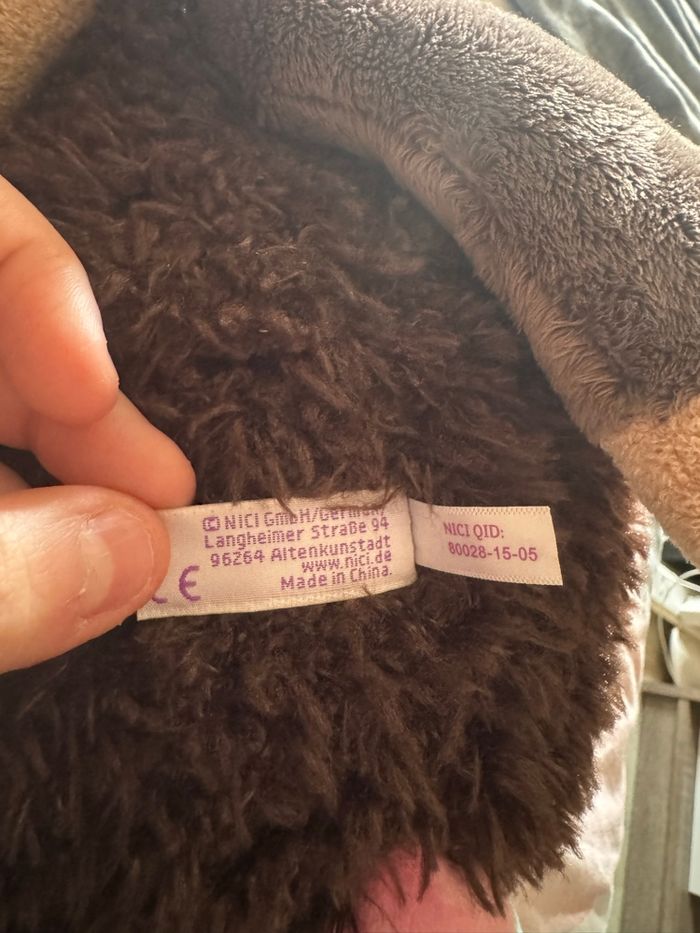 © NICI GmbH/Germany
Langheimer Straße 94
96264 Altenkunstadt
www.nici.de
Made in China.
CE
NICI QID:
80028-15-05